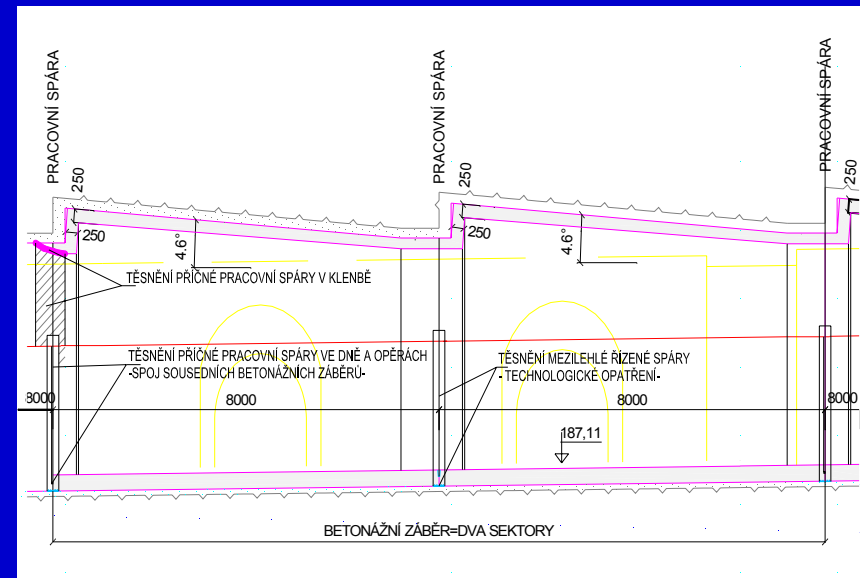 PRACOVNÍ SPÁRA
PRACOVNÍ SPÁRA
PRACOVNÍ SPÁRA
250
250
250
250
250
4.6°
4.6°
TĚSNĚNÍ PŘÍČNÉ PRACOVNÍ SPÁRY V KLENBĚ
TĚSNĚNÍ PŘÍČNÉ PRACOVNÍ SPÁRY VE DNĚ A OPĚRÁCH
-SPOJ SOUSEDNÍCH BETONÁŽNÍCH ZÁBĚRŮ-
TĚSNĚNÍ MEZILEHLÉ ŘÍZENÉ SPÁRY
- TECHNOLOGICKÉ OPATŘENÍ-
8000
8000
8000
8000
187,11
BETONÁŽNÍ ZÁBĚR=DVA SEKTORY